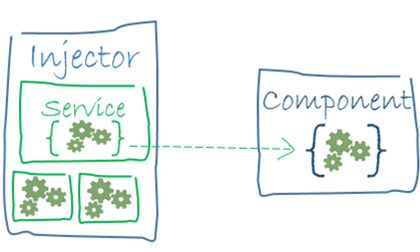 Injector
Service
{ }
Component
{ }